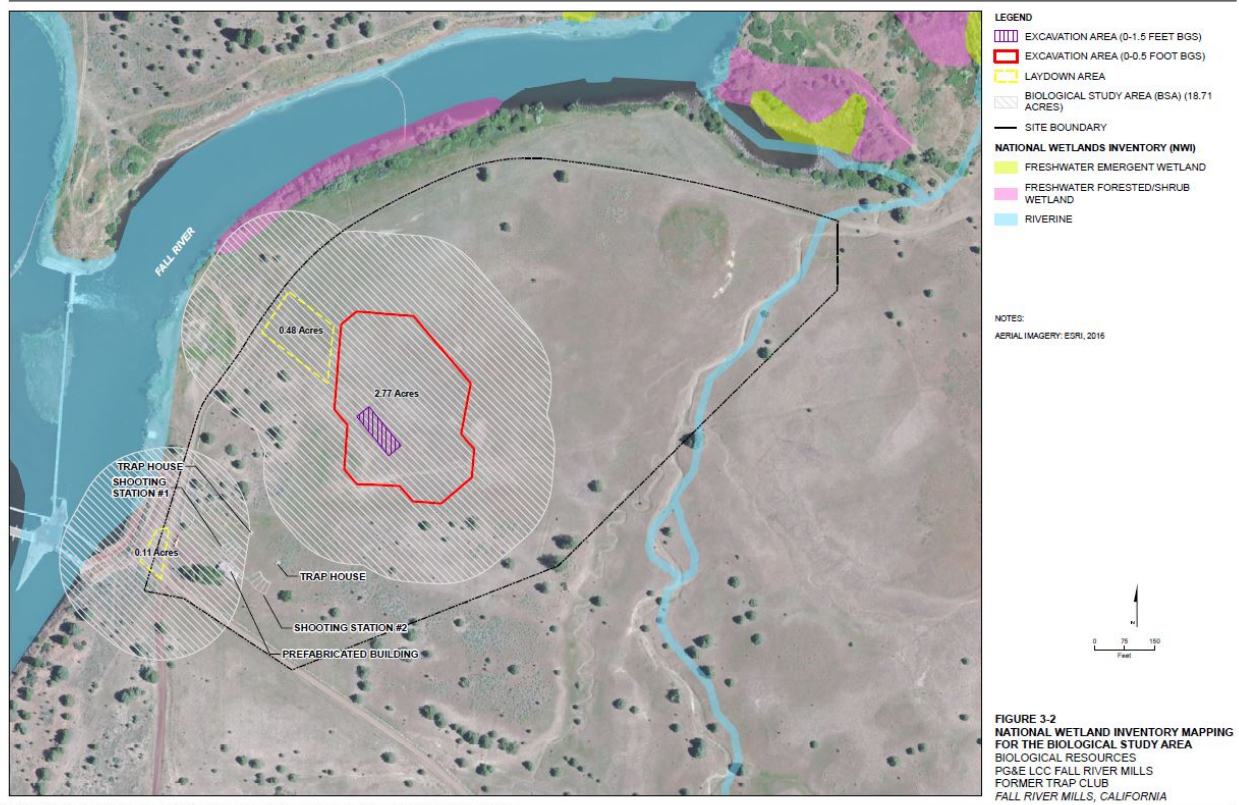 FALL RIVER
0.48 Acres
2.77 Acres
TRAP HOUSE
SHOOTING
STATION #1
0.11 Acres
TRAP HOUSE
SHOOTING STATION #2
PREFABRICATED BUILDING
LEGEND
EXCAVATION AREA (0-1.5 FEET BGS)
EXCAVATION AREA (0-0.5 FOOT BGS)
LAYDOWN AREA
BIOLOGICAL STUDY AREA (BSA) (18.71
ACRES)
SITE BOUNDARY
NATIONAL WETLANDS INVENTORY (NWI)
FRESHWATER EMERGENT WETLAND
FRESHWATER FORESTED/SHRUB
WETLAND
RIVERINE
NOTES:
AERIAL IMAGERY: ESRI, 2016
z
0 75 150
Feet
FIGURE 3-2
NATIONAL WETLAND INVENTORY MAPPING
FOR THE BIOLOGICAL STUDY AREA
BIOLOGICAL RESOURCES
PG&E LCC FALL RIVER MILLS
FORMER TRAP CLUB
FALL RIVER MILLS, CALIFORNIA